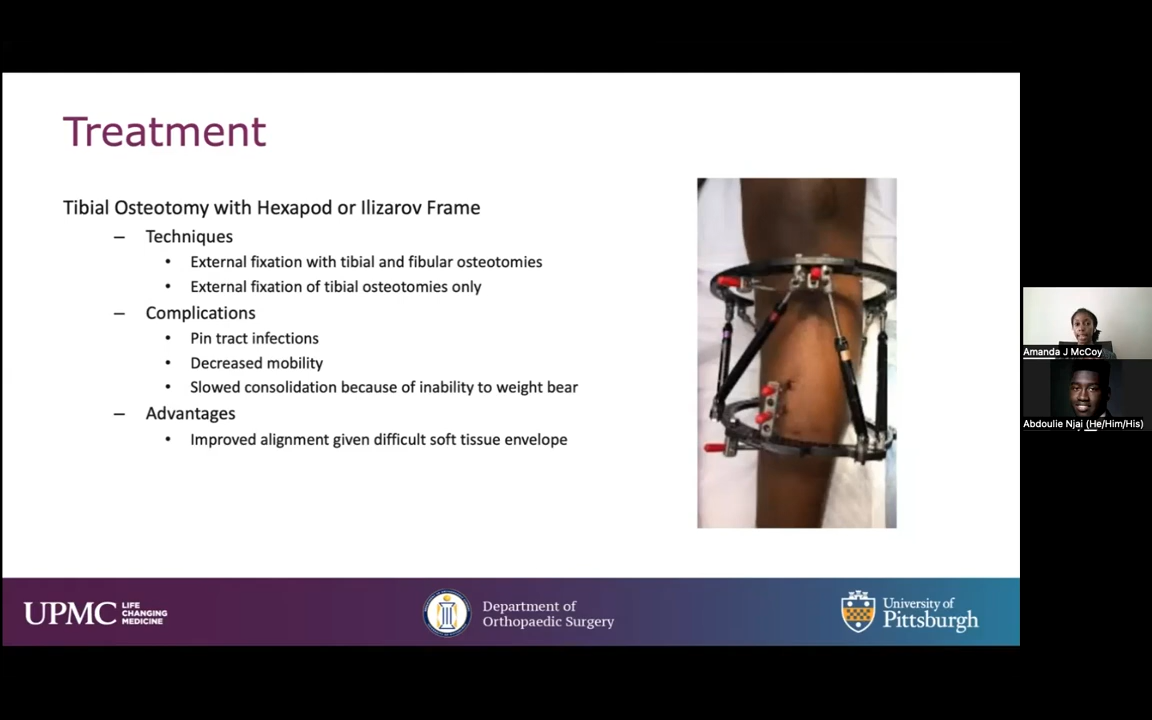 Treatment
Tibial Osteotomy with Hexapod or Ilizarov Frame
– Techniques
• External fixation with tibial and fibular osteotomies
• External fixation of tibial osteotomies only
– Complications
• Pin tract infections
• Decreased mobility
• Slowed consolidation because of inability to weight bear
– Advantages
• Improved alignment given difficult soft tissue envelope
Amanda J McCoy
Abdoulie Njai (He/Him/His)
UPMC LIFE
CHANGING
MEDICINE
Department of
Orthopaedic Surgery
University of
Pittsburgh